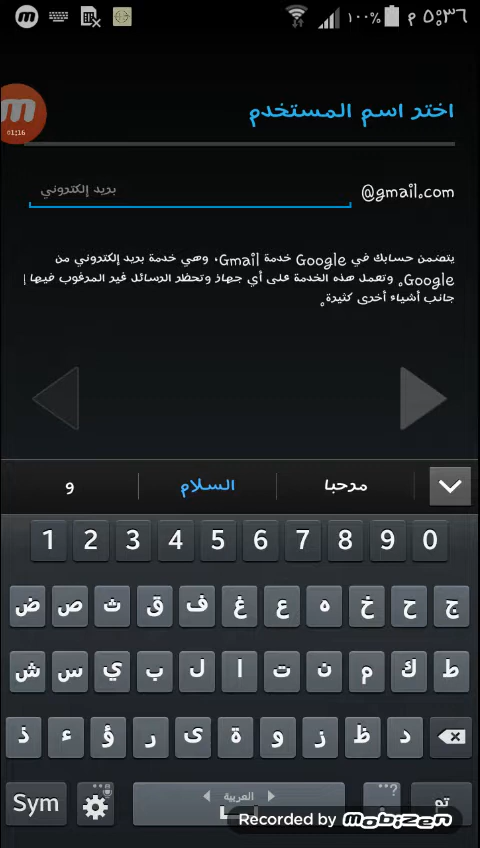 ١٠٠% ٥:٣٦ م
01:16
اختر اسم المستخدم
بريد إلكتروني @gmail.com
يتضمن حسابك في Google خدمة Gmail، وهي خدمة بريد إلكتروني من
Google. وتعمل هذه الخدمة على أي جهاز وتحظر الرسائل غير المرغوب فيها إ
جانب أشياء أخرى كثيرة.
و السلام مرحبا
1 2 3 4 5 6 7 8 9 0
ض ص ث ق ف غ ع ه خ ح ج
ش س ي ب ل ا ت ن م ك ط
ذ ء ؤ ر ى ة و ز ظ د
Sym العربية ? تم
Recorded by mobizen